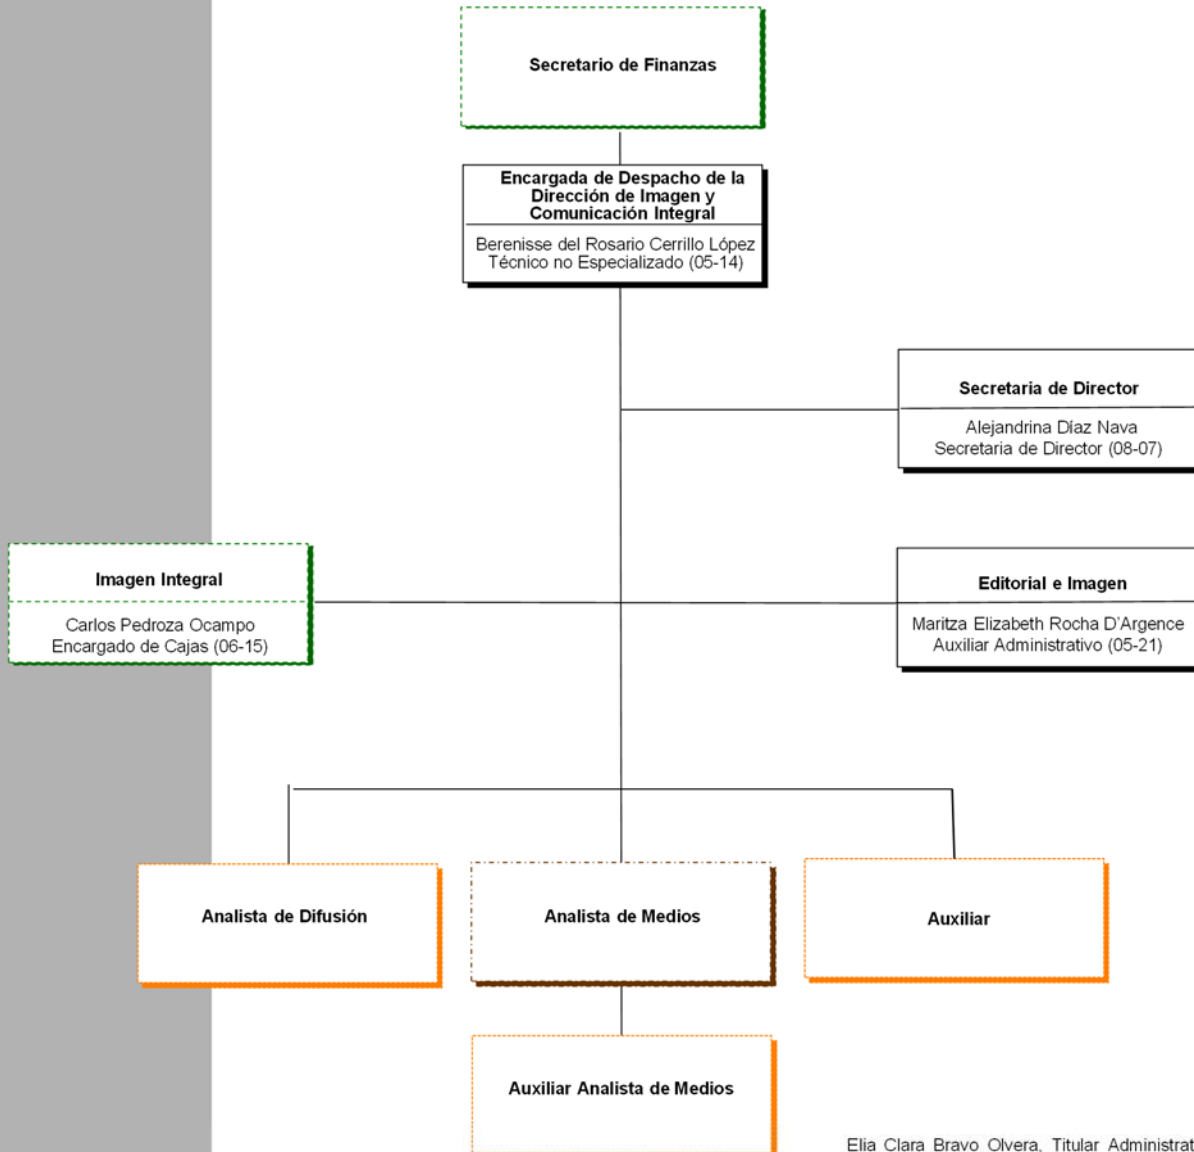 Secretario de Finanzas
Encargada de Despacho de la
Dirección de Imagen y
Comunicación Integral
Berenisse del Rosario Cerrillo López
Técnico no Especializado (05-14)
Secretaria de Director
Alejandrina Díaz Nava
Secretaria de Director (08-07)
Imagen Integral
Carlos Pedroza Ocampo
Encargado de Cajas (06-15)
Editorial e Imagen
Maritza Elizabeth Rocha D'Argence
Auxiliar Administrativo (05-21)
Analista de Difusión
Analista de Medios
Auxiliar
Auxiliar Analista de Medios
Elia Clara Bravo Olvera, Titular Administrat